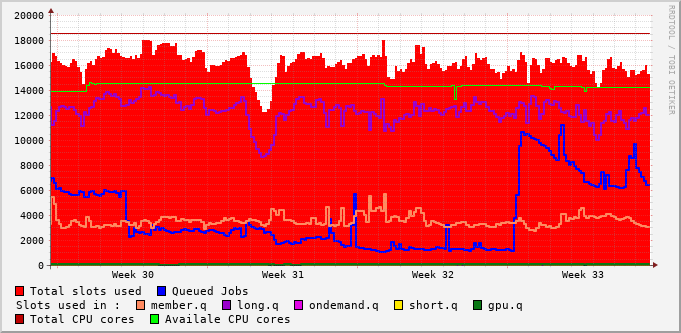 20000
18000
16000
14000
12000
10000
8000
6000
4000
2000
0
Week 30 Week 31 Week 32 Week 33
Total slots used Queued Jobs
Slots used in : member.q long.q ondemand.q short.q gpu.q
Total CPU cores Availale CPU cores
RRDTOOL / TOBI OETIKER